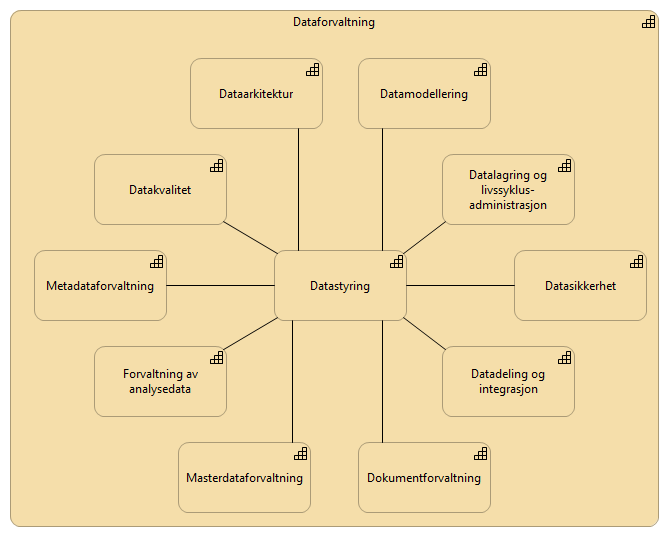 Dataforvaltning
Dataarkitektur
Datamodellering
Datakvalitet
Datalagring og
livssyklus-
administrasjon
Metadataforvaltning
Datastyring
Datasikkerhet
Forvaltning av
analysedata
Datadeling og
integrasjon
Masterdataforvaltning
Dokumentforvaltning